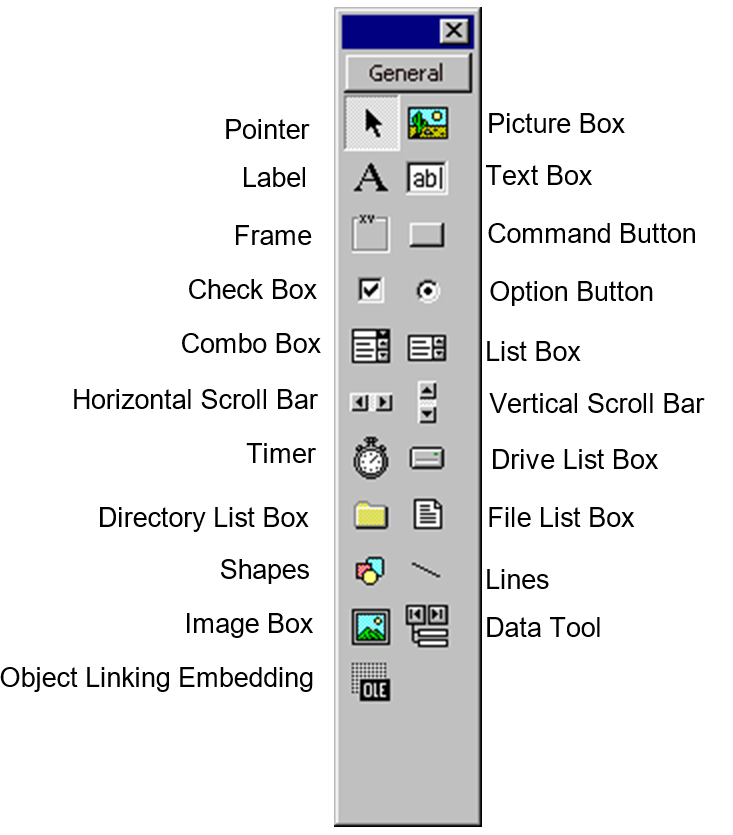 General
Pointer
Picture Box
Label
A
ab
Text Box
Frame
XV
Command Button
Check Box
Option Button
Combo Box
List Box
Horizontal Scroll Bar
Vertical Scroll Bar
Timer
Drive List Box
Directory List Box
File List Box
Shapes
Lines
Image Box
Data Tool
Object Linking Embedding
OLE